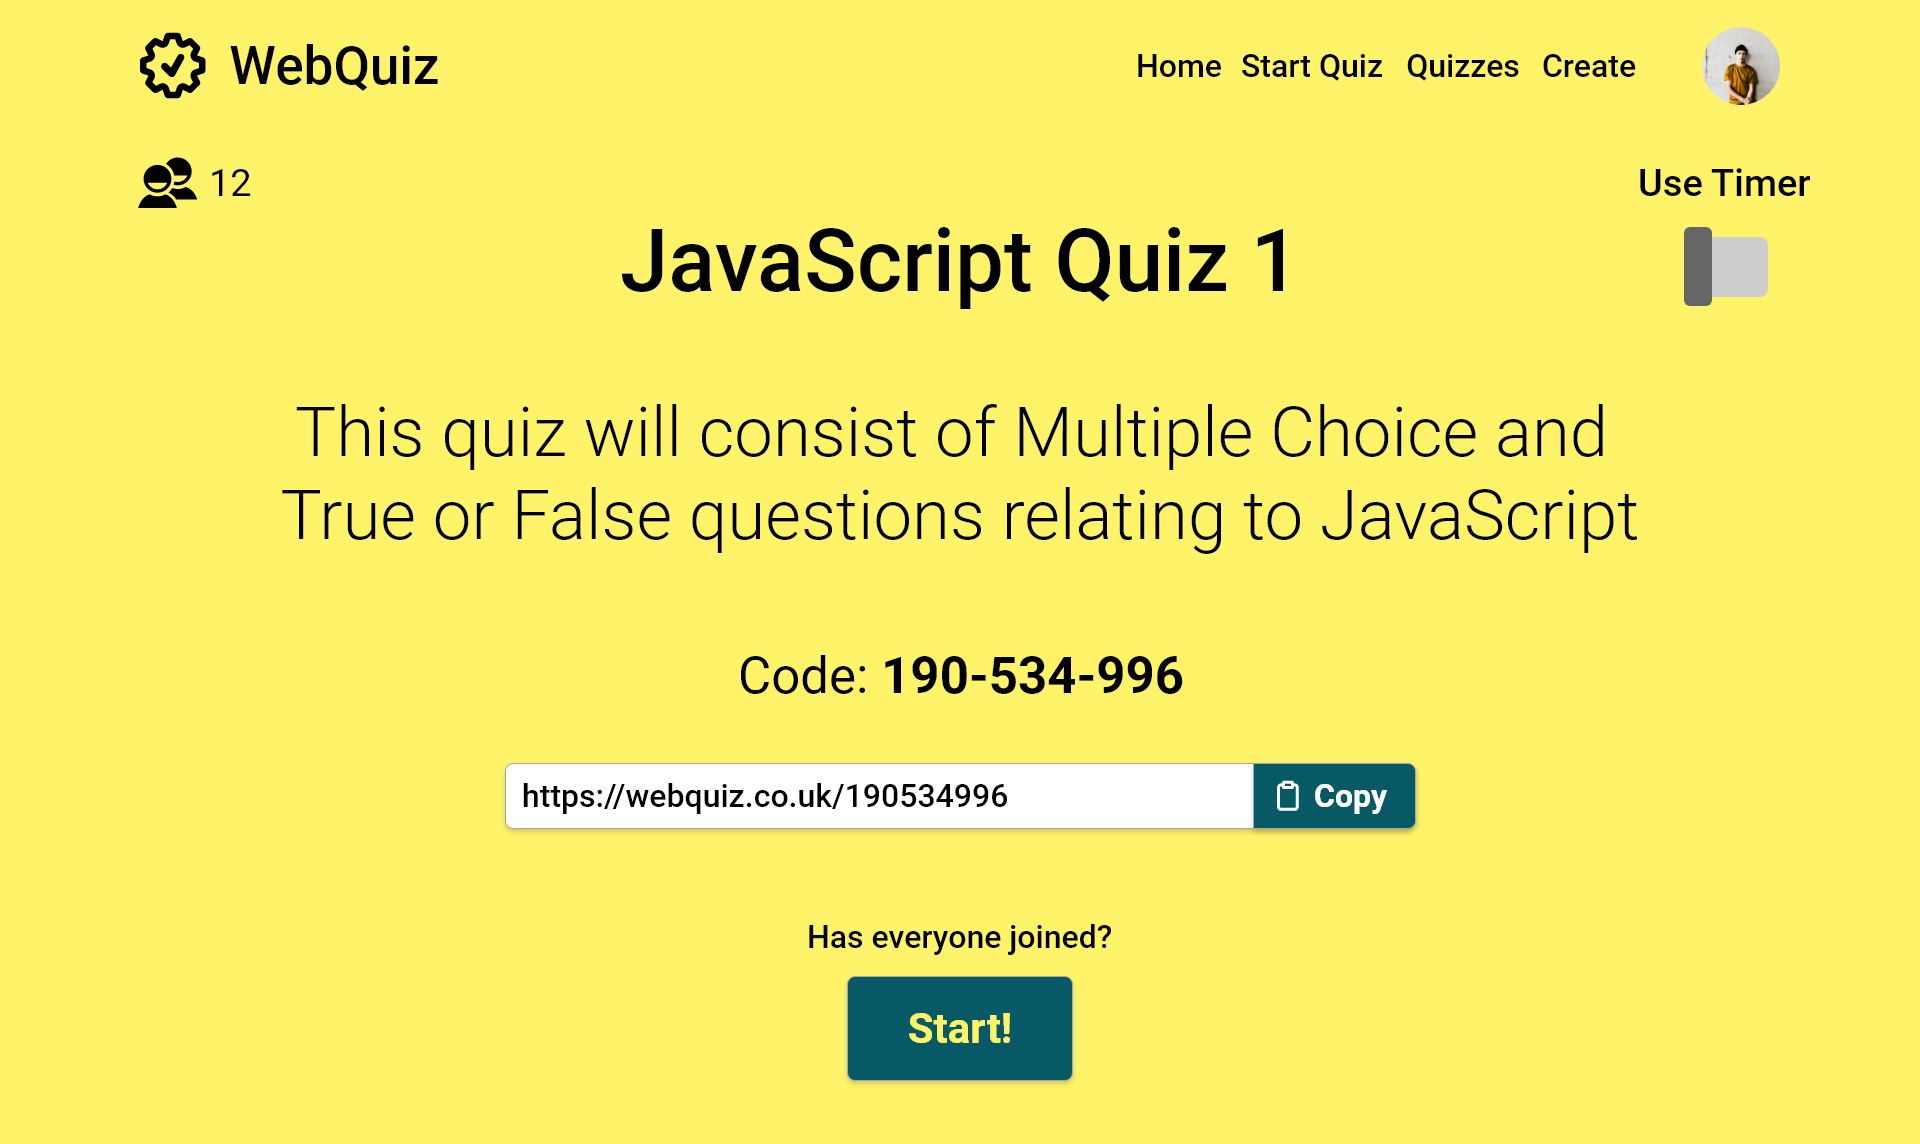 WebQuiz
Home Start Quiz Quizzes Create
12
Use Timer
JavaScript Quiz 1
This quiz will consist of Multiple Choice and
True or False questions relating to JavaScript
Code: 190-534-996
https://webquiz.co.uk/190534996
Copy
Has everyone joined?
Start!